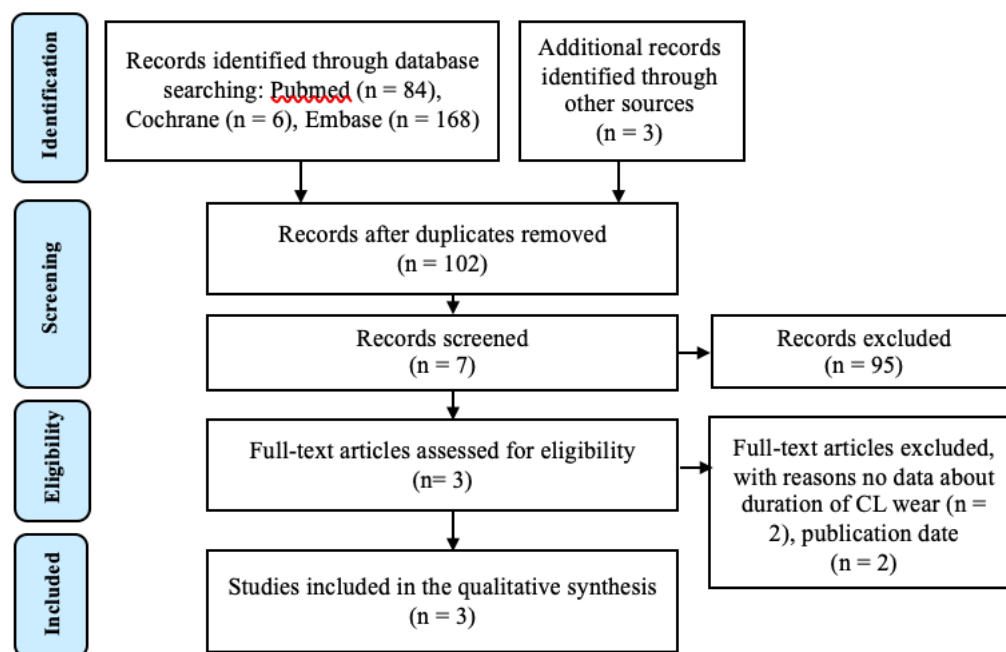 Identification
Records identified through database
searching: Pubmed (n = 84),
Cochrane (n = 6), Embase (n = 168)
Additional records
identified through
other sources
(n = 3)
Screening
Records after duplicates removed
(n = 102)
Records screened
(n = 7)
Records excluded
(n = 95)
Eligibility
Full-text articles assessed for eligibility
(n= 3)
Full-text articles excluded,
with reasons no data about
duration of CL wear (n =
2), publication date
(n = 2)
Included
Studies included in the qualitative synthesis
(n = 3)